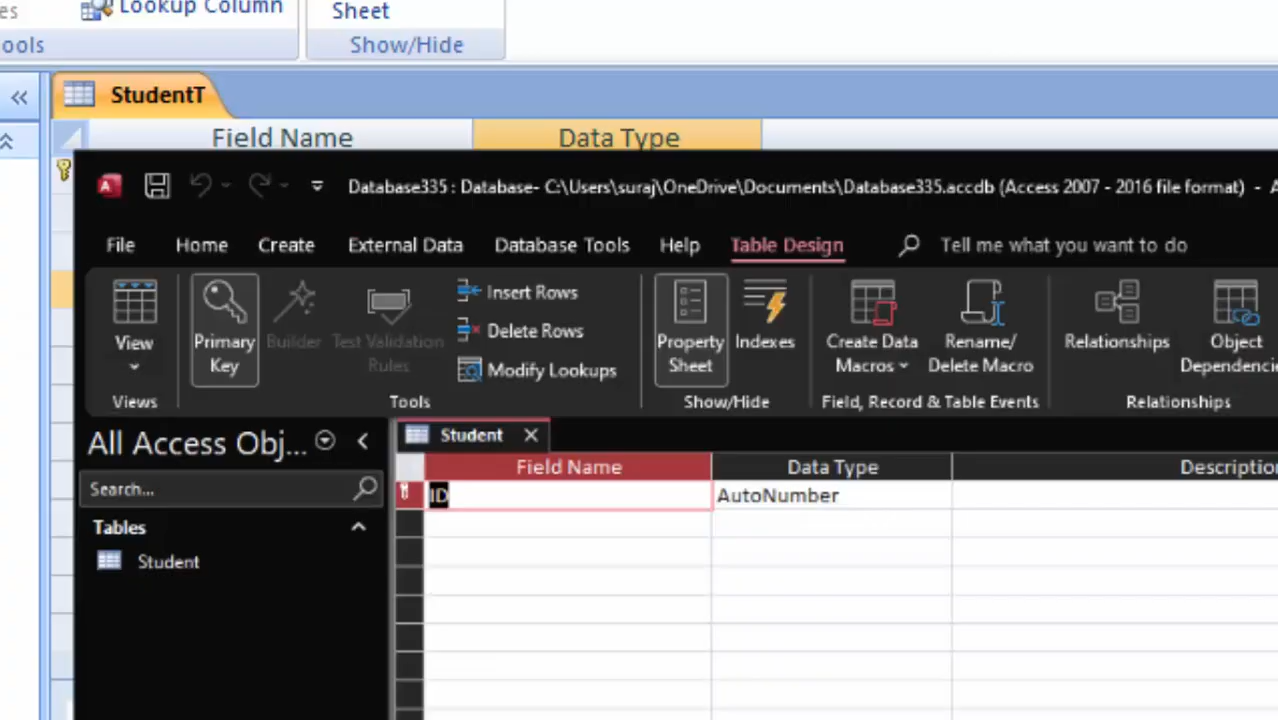 es Lookup Column Sheet
ools Show/Hide
StudentT
Field Name Data Type
Database335 : Database- C:\Users\suraj\OneDrive\Documents\Database335.accdb (Access 2007 - 2016 file format) - A
File Home Create External Data Database Tools Help Table Design Tell me what you want to do
View
Primary Key
Builder
Test Validation Rules
Insert Rows
Delete Rows
Modify Lookups
Property Sheet
Indexes
Create Data Macros
Rename/ Delete Macro
Relationships
Object Dependencie
Views Tools Show/Hide Field, Record & Table Events Relationships
All Access Obj...
Student
Field Name Data Type Description
Search...
ID AutoNumber
Tables
Student